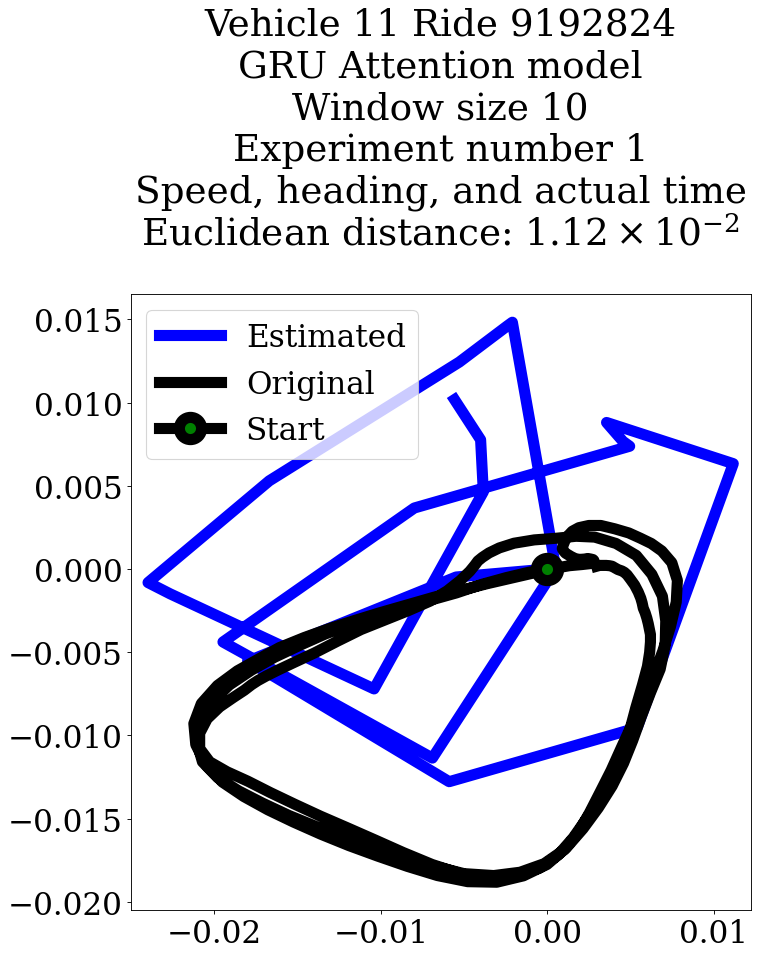 Vehicle 11 Ride 9192824
GRU Attention model
Window size 10
Experiment number 1
Speed, heading, and actual time
Euclidean distance: 1.12 × 10⁻²
0.015
0.010
0.005
0.000
−0.005
−0.010
−0.015
−0.020
Estimated
Original
Start
−0.02
−0.01
0.00
0.01